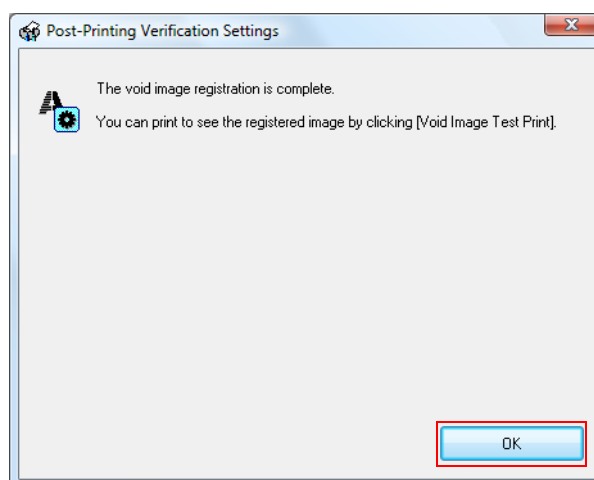 Post-Printing Verification Settings
The void image registration is complete.
You can print to see the registered image by clicking [Void Image Test Print].
OK